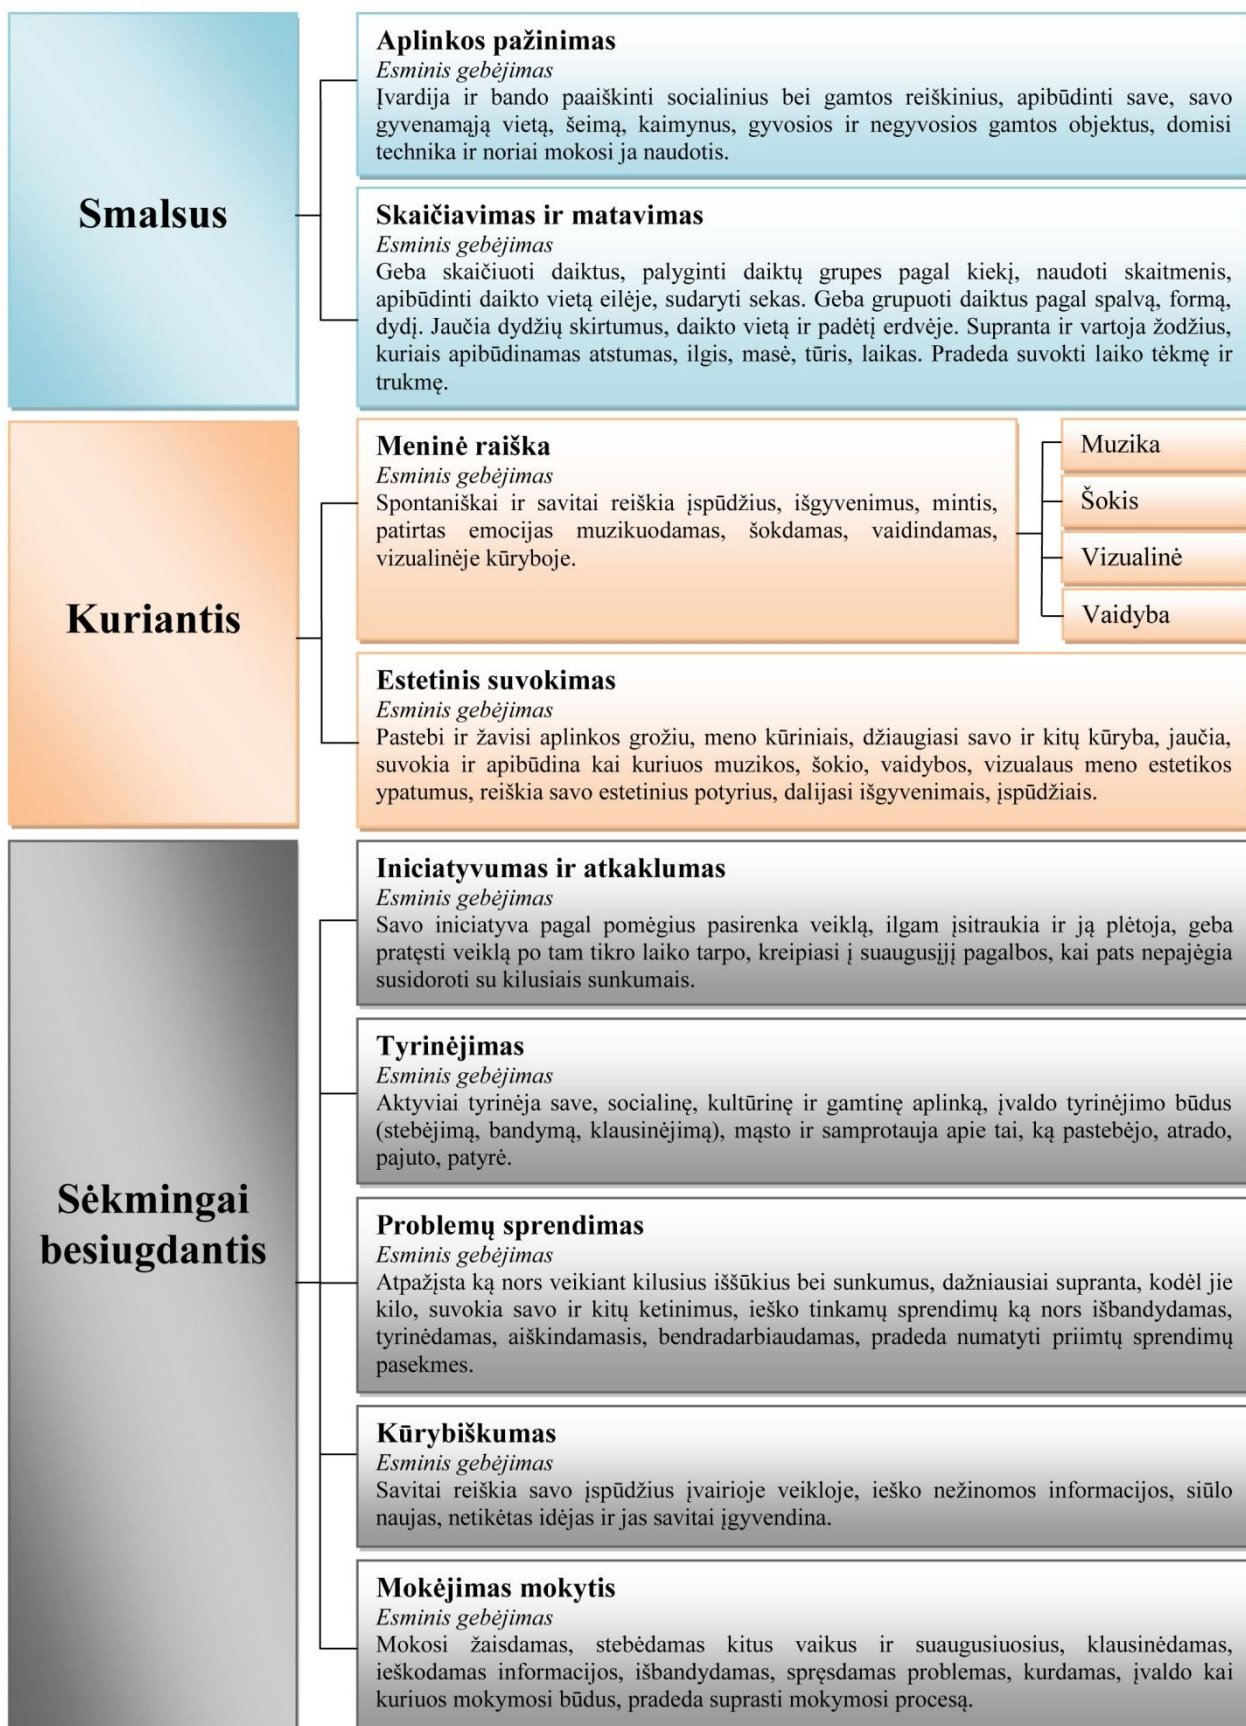 Smalsus
Aplinkos pažinimas
Esminis gebėjimas
Įvardija ir bando paaiškinti socialinius bei gamtos reiškinius, apibūdinti save, savo
gyvenamąją vietą, šeimą, kaimynus, gyvosios ir negyvosios gamtos objektus, domisi
technika ir noriai mokosi ja naudotis.
Skaičiavimas ir matavimas
Esminis gebėjimas
Geba skaičiuoti daiktus, palyginti daiktų grupes pagal kiekį, naudoti skaitmenis,
apibūdinti daikto vietą eilėje, sudaryti sekas. Geba grupuoti daiktus pagal spalvą, formą,
dydį. Jaučia dydžių skirtumus, daikto vietą ir padėtį erdvėje. Supranta ir vartoja žodžius,
kuriais apibūdinamas atstumas, ilgis, masė, tūris, laikas. Pradeda suvokti laiko tėkmę ir
trukmę.
Kuriantis
Meninė raiška
Esminis gebėjimas
Spontaniškai ir savitai reiškia įspūdžius, išgyvenimus, mintis,
patirtas emocijas muzikuodamas, šokdamas, vaidindamas,
vizualinėje kūryboje.
Muzika
Šokis
Vizualinė
Vaidyba
Estetinis suvokimas
Esminis gebėjimas
Pastebi ir žavisi aplinkos grožiu, meno kūriniais, džiaugiasi savo ir kitų kūryba, jaučia,
suvokia ir apibūdina kai kuriuos muzikos, šokio, vaidybos, vizualaus meno estetikos
ypatumus, reiškia savo estetinius potyrius, dalijasi išgyvenimais, įspūdžiais.
Sėkmingai
besiugdantis
Iniciatyvumas ir atkaklumas
Esminis gebėjimas
Savo iniciatyva pagal pomėgius pasirenka veiklą, ilgam įsitraukia ir ją plėtoja, geba
pratęsti veiklą po tam tikro laiko tarpo, kreipiasi į suaugusįjį pagalbos, kai pats nepajėgia
susidoroti su kilusiais sunkumais.
Tyrinėjimas
Esminis gebėjimas
Aktyviai tyrinėja save, socialinę, kultūrinę ir gamtinę aplinką, įvaldo tyrinėjimo būdus
(stebėjimą, bandymą, klausinėjimą), mąsto ir samprotauja apie tai, ką pastebėjo, atrado,
pajuto, patyrė.
Problemų sprendimas
Esminis gebėjimas
Atpažįsta ką nors veikiant kilusius iššūkius bei sunkumus, dažniausiai supranta, kodėl jie
kilo, suvokia savo ir kitų ketinimus, ieško tinkamų sprendimų ką nors išbandydamas,
tyrinėdamas, aiškindamasis, bendradarbiaudamas, pradeda numatyti priimtų sprendimų
pasekmes.
Kūrybiškumas
Esminis gebėjimas
Savitai reiškia savo įspūdžius įvairioje veikloje, ieško nežinomos informacijos, siūlo
naujas, netikėtas idėjas ir jas savitai įgyvendina.
Mokėjimas mokytis
Esminis gebėjimas
Mokosi žaisdamas, stebėdamas kitus vaikus ir suaugusiuosius, klausinėdamas,
ieškodamas informacijos, išbandydamas, spręsdamas problemas, kurdamas, įvaldo kai
kuriuos mokymosi būdus, pradeda suprasti mokymosi procesą.